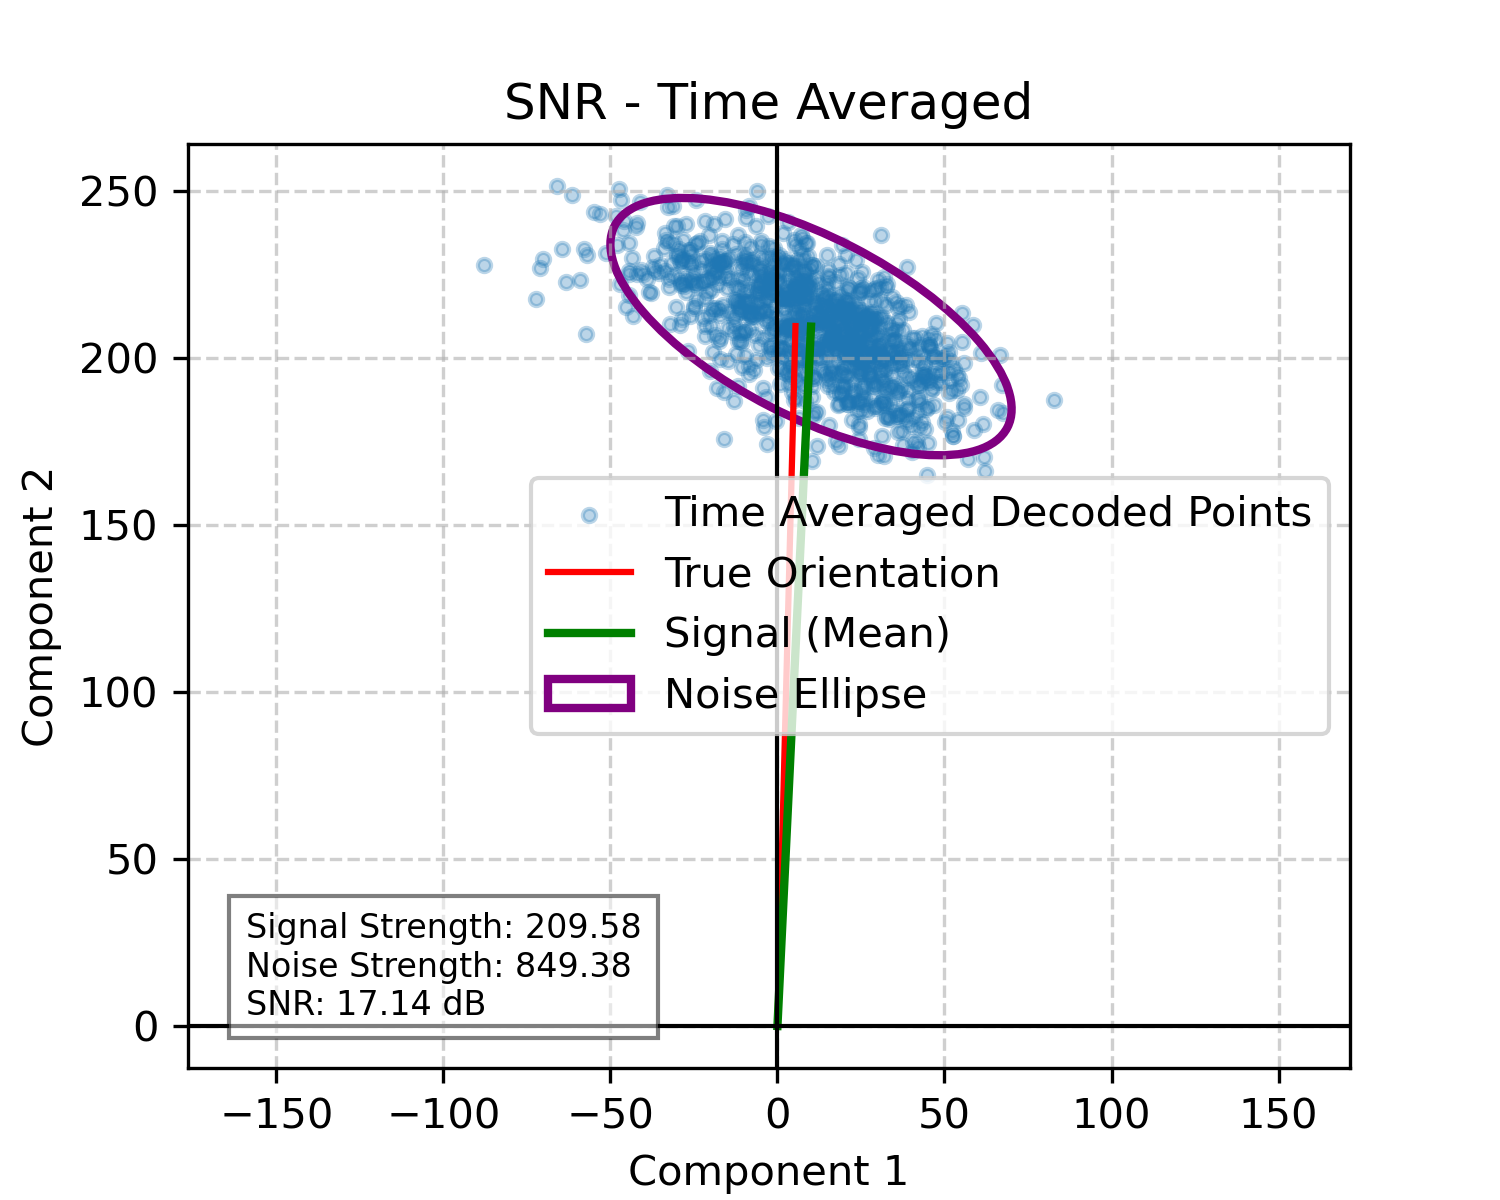 SNR - Time Averaged
Component 2
250
200
150
100
50
0
Time Averaged Decoded Points
True Orientation
Signal (Mean)
Noise Ellipse
Signal Strength: 209.58
Noise Strength: 849.38
SNR: 17.14 dB
−150 −100 −50 0 50 100 150
Component 1